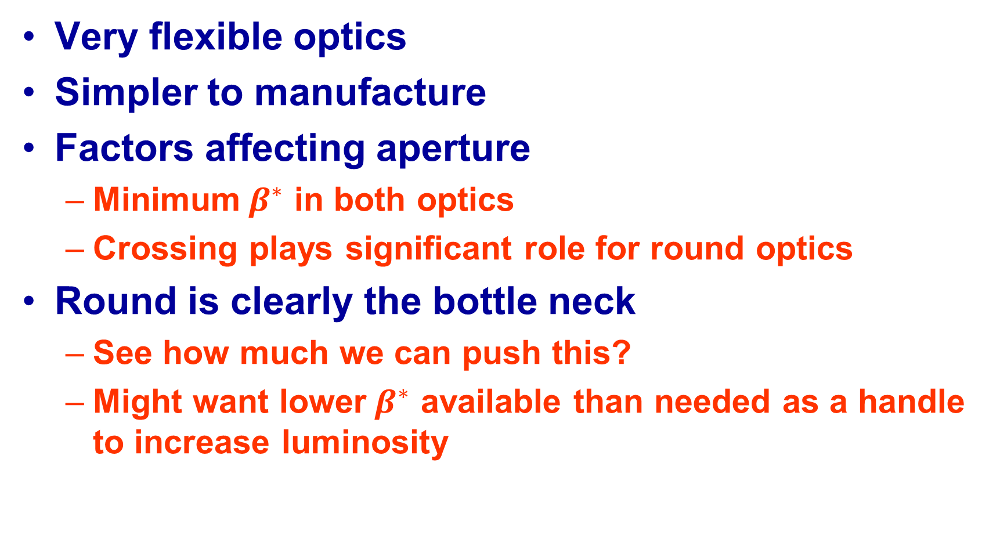 • Very flexible optics
• Simpler to manufacture
• Factors affecting aperture
– Minimum β* in both optics
– Crossing plays significant role for round optics
• Round is clearly the bottle neck
– See how much we can push this?
– Might want lower β* available than needed as a handle
to increase luminosity